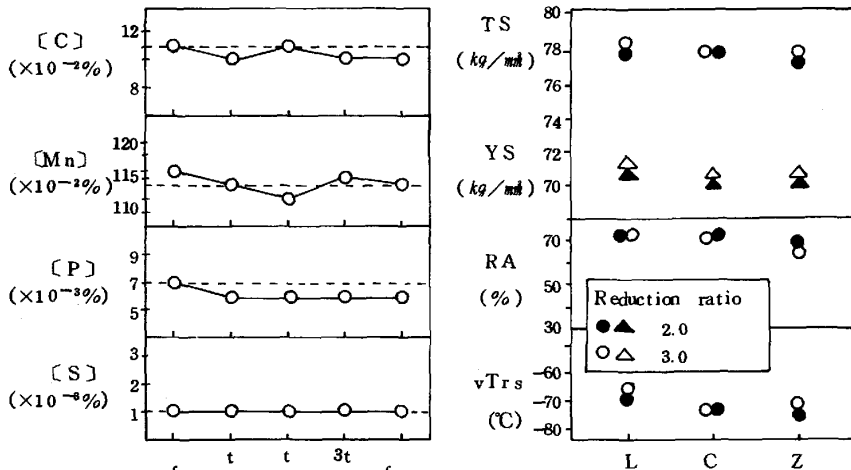 [C]
(×10⁻²%)
12
8
[Mn]
(×10⁻²%)
120
115
110
[P]
(×10⁻³%)
9
7
5
[S]
(×10⁻⁶%)
3
2
1
t
t
3t
TS
(kg/mm²)
80
78
76
74
YS
(kg/mm²)
72
70
RA
(%)
70
50
30
Reduction ratio
●▲ 2.0
○△ 3.0
vTrs
(℃)
-60
-70
-80
L
C
Z